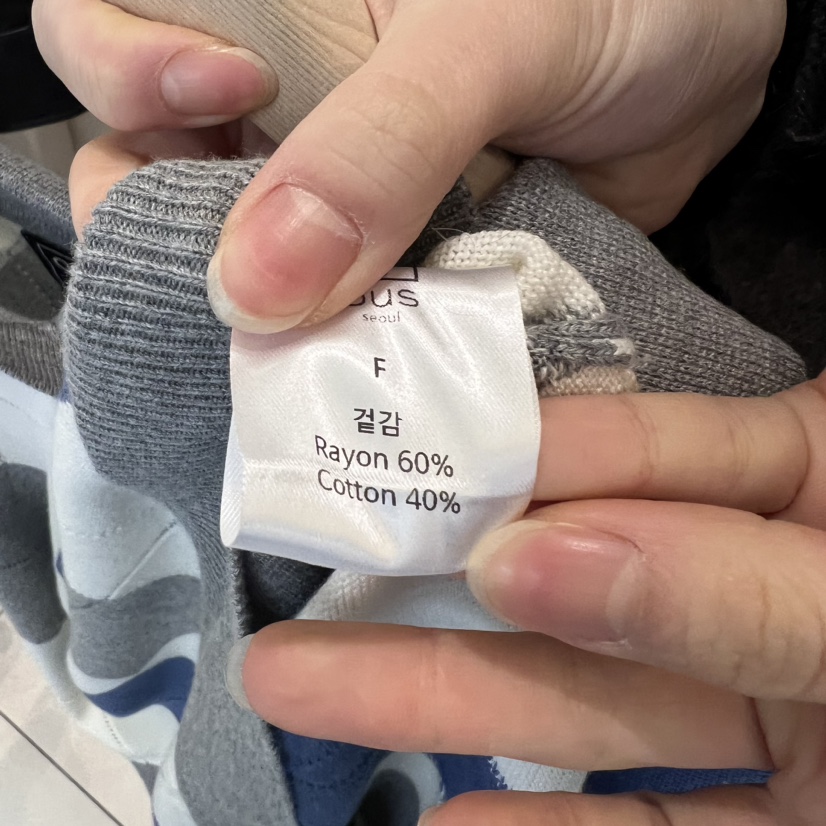 seoul
F
겉감
Rayon 60%
Cotton 40%